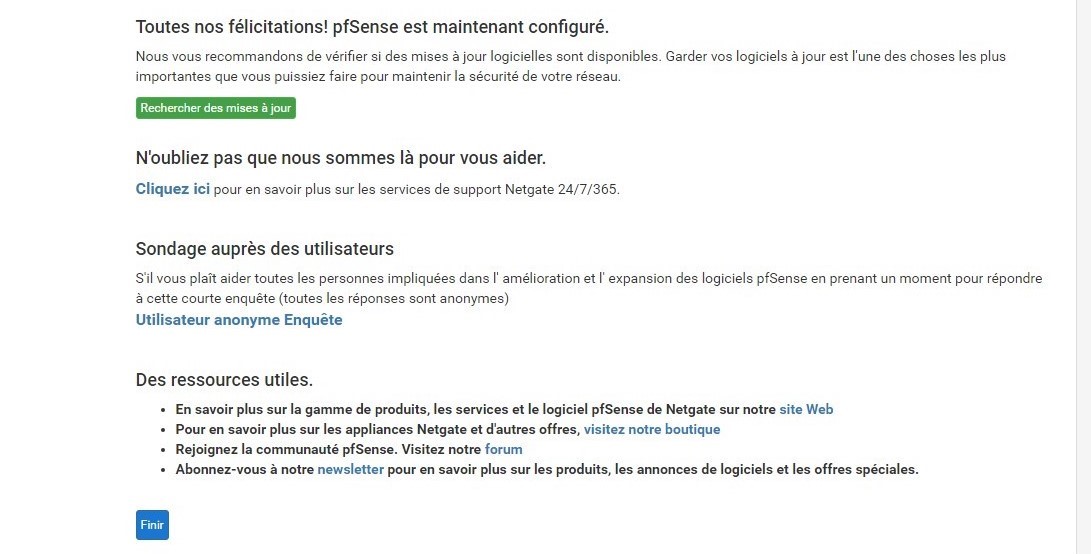 Toutes nos félicitations! pfSense est maintenant configuré.
Nous vous recommandons de vérifier si des mises à jour logicielles sont disponibles. Garder vos logiciels à jour est l'une des choses les plus
importantes que vous puissiez faire pour maintenir la sécurité de votre réseau.
Rechercher des mises à jour
N'oubliez pas que nous sommes là pour vous aider.
Cliquez ici pour en savoir plus sur les services de support Netgate 24/7/365.
Sondage auprès des utilisateurs
S'il vous plaît aider toutes les personnes impliquées dans l' amélioration et l' expansion des logiciels pfSense en prenant un moment pour répondre
à cette courte enquête (toutes les réponses sont anonymes)
Utilisateur anonyme Enquête
Des ressources utiles.
• En savoir plus sur la gamme de produits, les services et le logiciel pfSense de Netgate sur notre site Web
• Pour en savoir plus sur les appliances Netgate et d'autres offres, visitez notre boutique
• Rejoignez la communauté pfSense. Visitez notre forum
• Abonnez-vous à notre newsletter pour en savoir plus sur les produits, les annonces de logiciels et les offres spéciales.
Finir